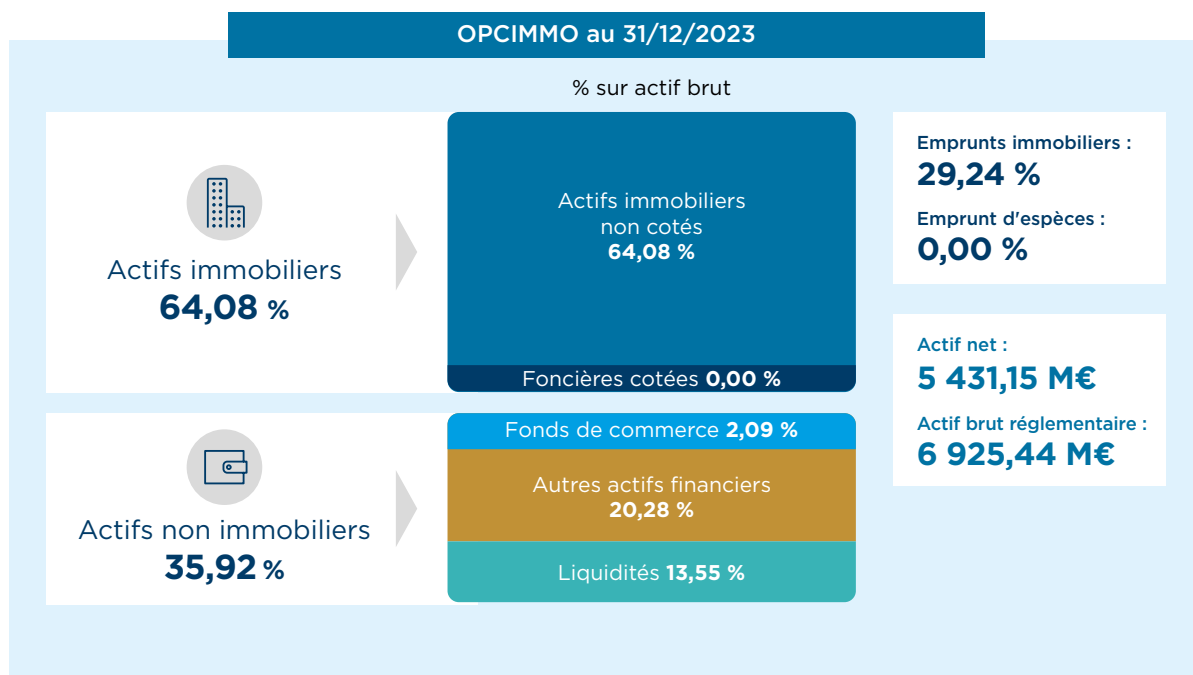 OPCIMMO au 31/12/2023
% sur actif brut
Actifs immobiliers
64,08 %
Actifs immobiliers
non cotés
64,08 %
Foncières cotées 0,00 %
Actifs non immobiliers
35,92 %
Fonds de commerce 2,09 %
Autres actifs financiers
20,28 %
Liquidités 13,55 %
Emprunts immobiliers :
29,24 %
Emprunt d'espèces :
0,00 %
Actif net :
5 431,15 M€
Actif brut réglementaire :
6 925,44 M€